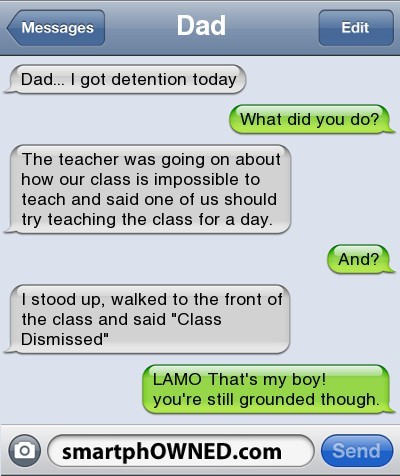 Messages
Dad
Edit
Dad... I got detention today
What did you do?
The teacher was going on about
how our class is impossible to
teach and said one of us should
try teaching the class for a day.
And?
I stood up, walked to the front of
the class and said "Class
Dismissed"
LAMO That's my boy!
you're still grounded though.
smartphOWNED.com
Send